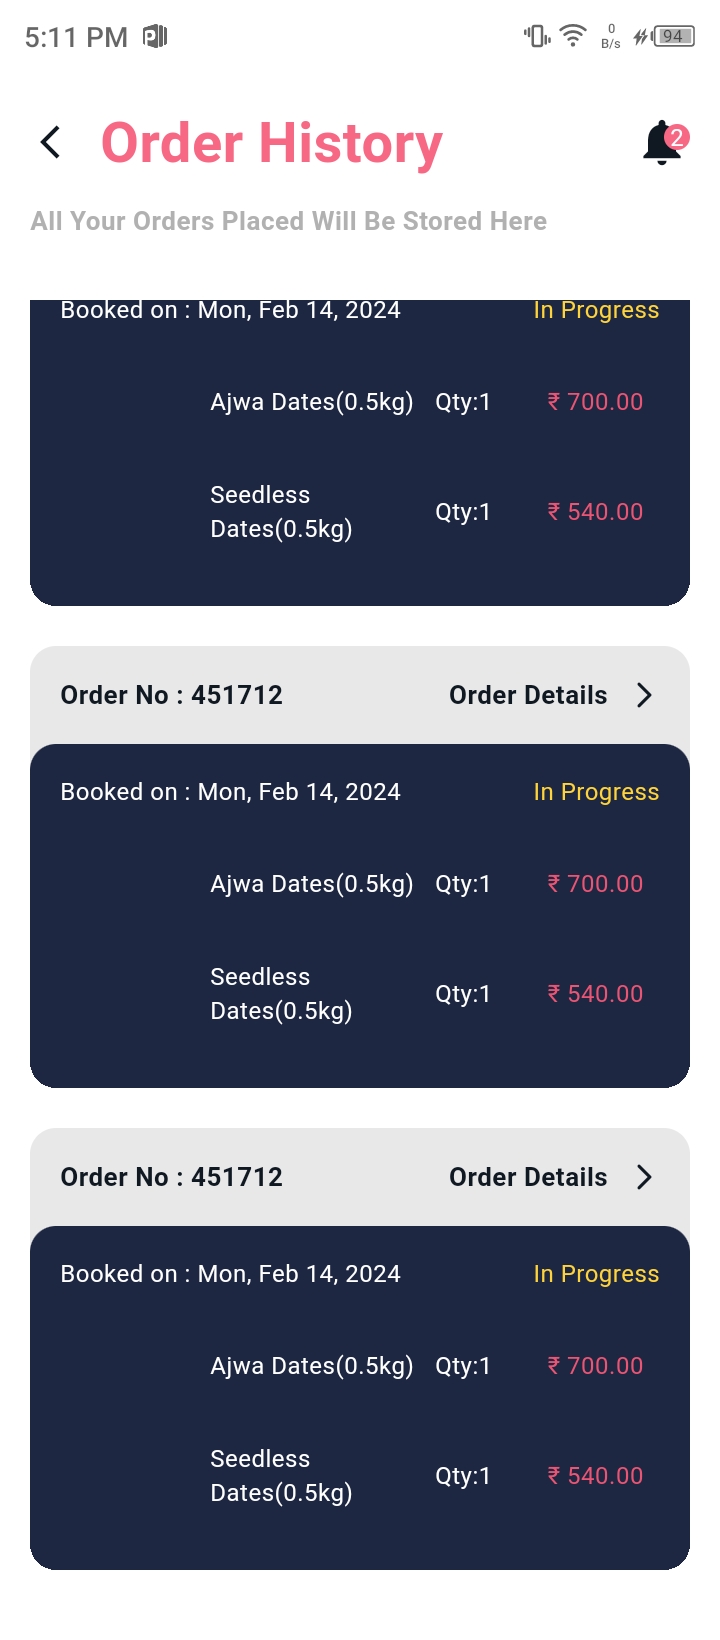 5:11 PM
0
B/s
94
Order History
2
All Your Orders Placed Will Be Stored Here
Booked on : Mon, Feb 14, 2024 In Progress
Ajwa Dates(0.5kg) Qty:1 ₹ 700.00
Seedless
Dates(0.5kg) Qty:1 ₹ 540.00
Order No : 451712 Order Details
Booked on : Mon, Feb 14, 2024 In Progress
Ajwa Dates(0.5kg) Qty:1 ₹ 700.00
Seedless
Dates(0.5kg) Qty:1 ₹ 540.00
Order No : 451712 Order Details
Booked on : Mon, Feb 14, 2024 In Progress
Ajwa Dates(0.5kg) Qty:1 ₹ 700.00
Seedless
Dates(0.5kg) Qty:1 ₹ 540.00